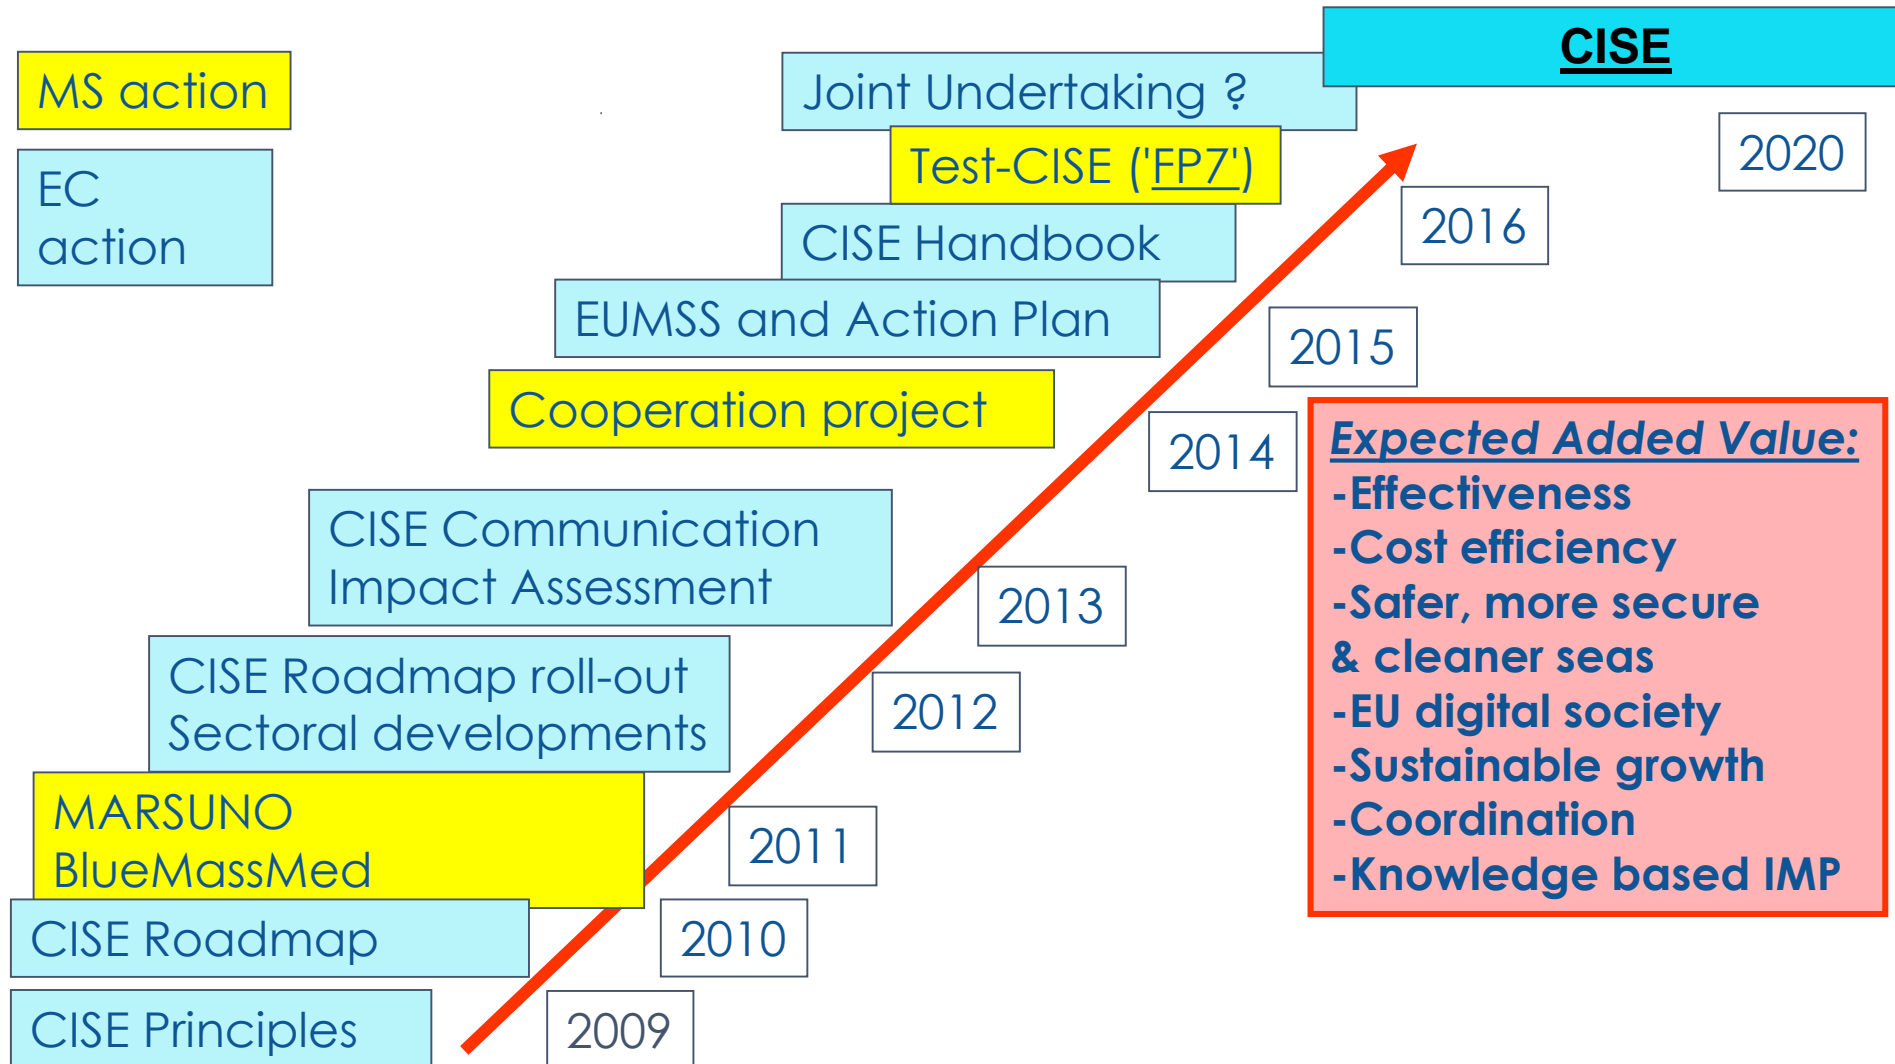 CISE
MS action
Joint Undertaking ?
2020
Test-CISE ('FP7')
EC
action
2016
CISE Handbook
EUMSS and Action Plan
2015
Cooperation project
2014
Expected Added Value:
-Effectiveness
-Cost efficiency
-Safer, more secure
& cleaner seas
-EU digital society
-Sustainable growth
-Coordination
-Knowledge based IMP
CISE Communication
Impact Assessment
2013
CISE Roadmap roll-out
Sectoral developments
2012
MARSUNO
BlueMassMed
2011
CISE Roadmap
2010
CISE Principles
2009